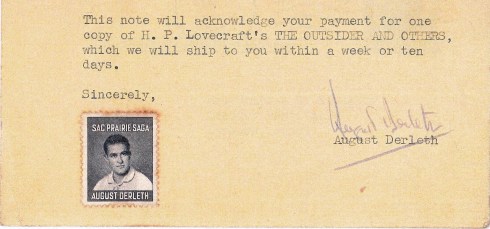 This note will acknowledge your payment for one
copy of H. P. Lovecraft's THE OUTSIDER AND OTHERS,
which we will ship to you within a week or ten
days.
Sincerely,
August Derleth
August Derleth
SAC PRAIRIE SAGA
AUGUST DERLETH